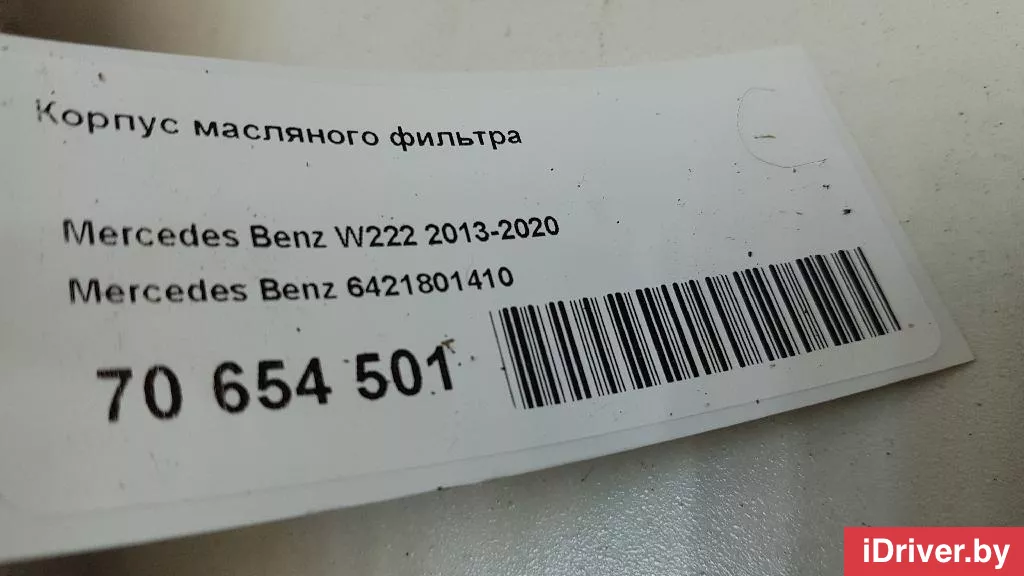 Корпус масляного фильтра
Mercedes Benz W222 2013-2020
Mercedes Benz 6421801410
70 654 501
iDriver.by